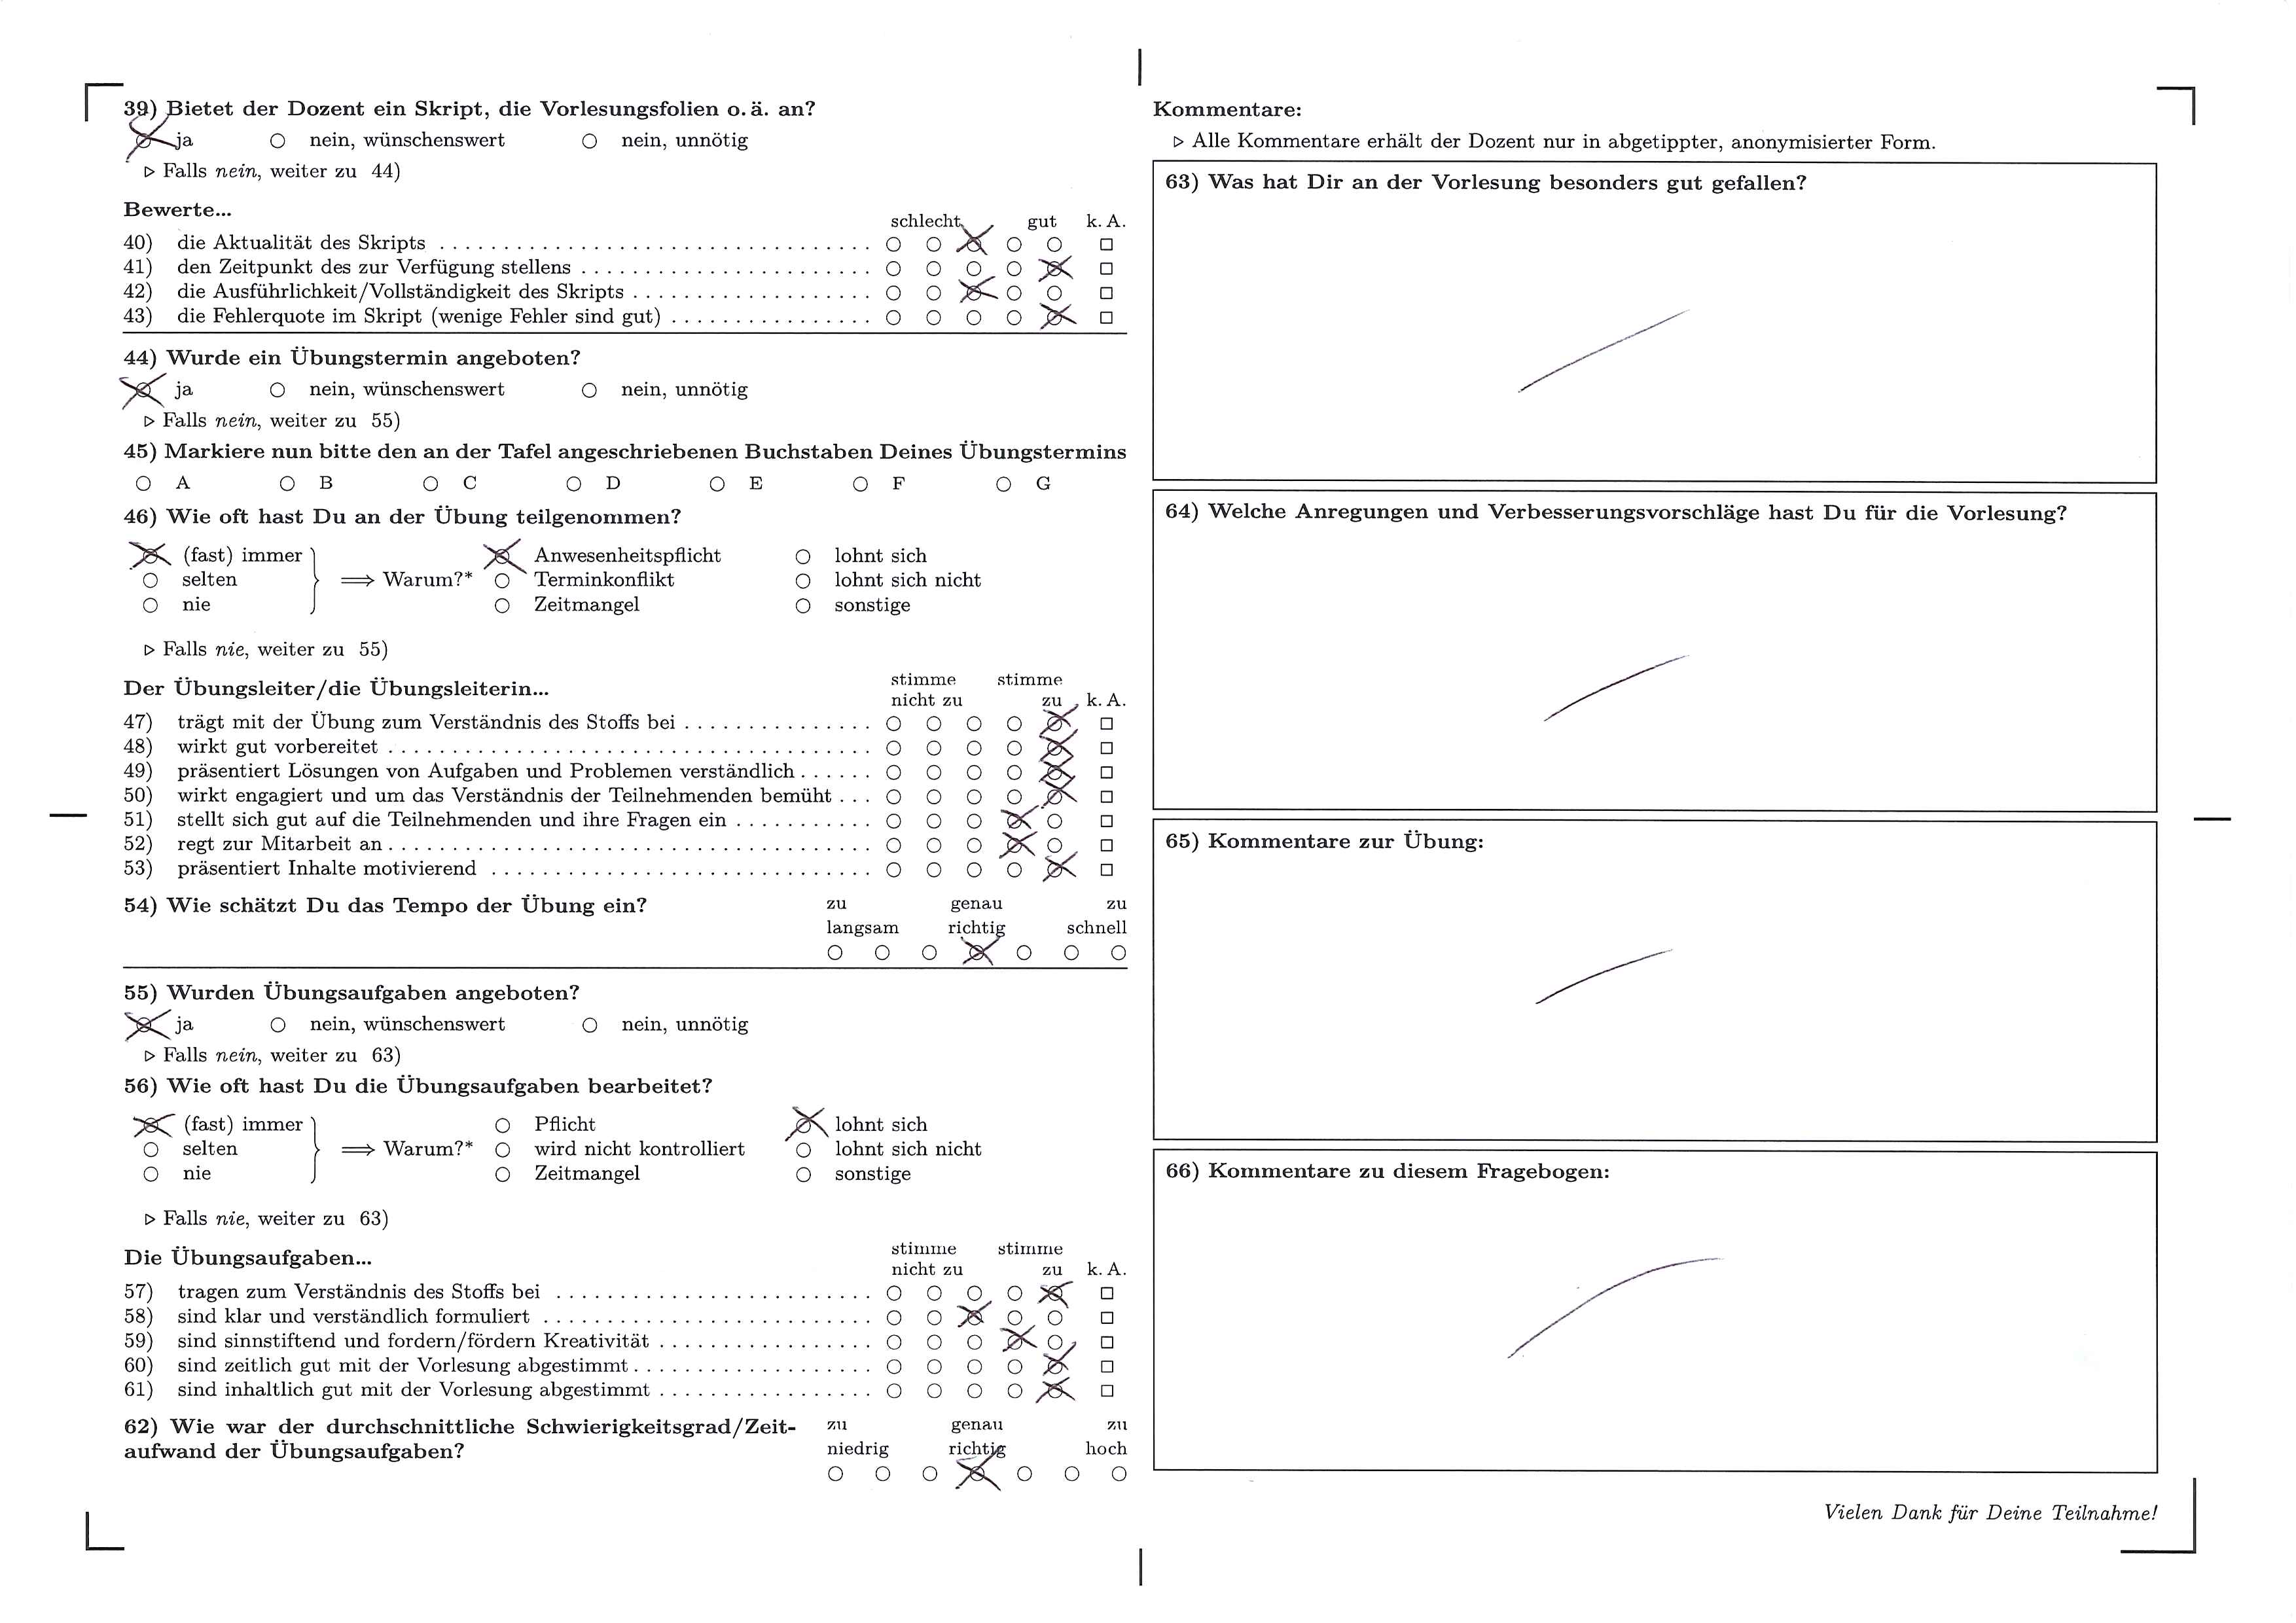 39) Bietet der Dozent ein Skript, die Vorlesungsfolien o. ä. an?
ja nein, wünschenswert nein, unnötig
▷ Falls nein, weiter zu 44)
Bewerte...
schlecht gut k. A.
40) die Aktualität des Skripts
41) den Zeitpunkt des zur Verfügung stellens
42) die Ausführlichkeit/Vollständigkeit des Skripts
43) die Fehlerquote im Skript (wenige Fehler sind gut)
44) Wurde ein Übungstermin angeboten?
ja nein, wünschenswert nein, unnötig
▷ Falls nein, weiter zu 55)
45) Markiere nun bitte den an der Tafel angeschriebenen Buchstaben Deines Übungstermins
A B C D E F G
46) Wie oft hast Du an der Übung teilgenommen?
(fast) immer Anwesenheitspflicht lohnt sich
selten ⟹ Warum?* Terminkonflikt lohnt sich nicht
nie Zeitmangel sonstige
▷ Falls nie, weiter zu 55)
Der Übungsleiter/die Übungsleiterin...
stimme stimme
nicht zu zu k. A.
47) trägt mit der Übung zum Verständnis des Stoffs bei
48) wirkt gut vorbereitet
49) präsentiert Lösungen von Aufgaben und Problemen verständlich
50) wirkt engagiert und um das Verständnis der Teilnehmenden bemüht
51) stellt sich gut auf die Teilnehmenden und ihre Fragen ein
52) regt zur Mitarbeit an
53) präsentiert Inhalte motivierend
54) Wie schätzt Du das Tempo der Übung ein?
zu genau zu
langsam richtig schnell
55) Wurden Übungsaufgaben angeboten?
ja nein, wünschenswert nein, unnötig
▷ Falls nein, weiter zu 63)
56) Wie oft hast Du die Übungsaufgaben bearbeitet?
(fast) immer Pflicht lohnt sich
selten ⟹ Warum?* wird nicht kontrolliert lohnt sich nicht
nie Zeitmangel sonstige
▷ Falls nie, weiter zu 63)
Die Übungsaufgaben...
stimme stimme
nicht zu zu k. A.
57) tragen zum Verständnis des Stoffs bei
58) sind klar und verständlich formuliert
59) sind sinnstiftend und fordern/fördern Kreativität
60) sind zeitlich gut mit der Vorlesung abgestimmt
61) sind inhaltlich gut mit der Vorlesung abgestimmt
62) Wie war der durchschnittliche Schwierigkeitsgrad/Zeit-
aufwand der Übungsaufgaben?
zu genau zu
niedrig richtig hoch
Kommentare:
▷ Alle Kommentare erhält der Dozent nur in abgetippter, anonymisierter Form.
63) Was hat Dir an der Vorlesung besonders gut gefallen?
64) Welche Anregungen und Verbesserungsvorschläge hast Du für die Vorlesung?
65) Kommentare zur Übung:
66) Kommentare zu diesem Fragebogen:
Vielen Dank für Deine Teilnahme!